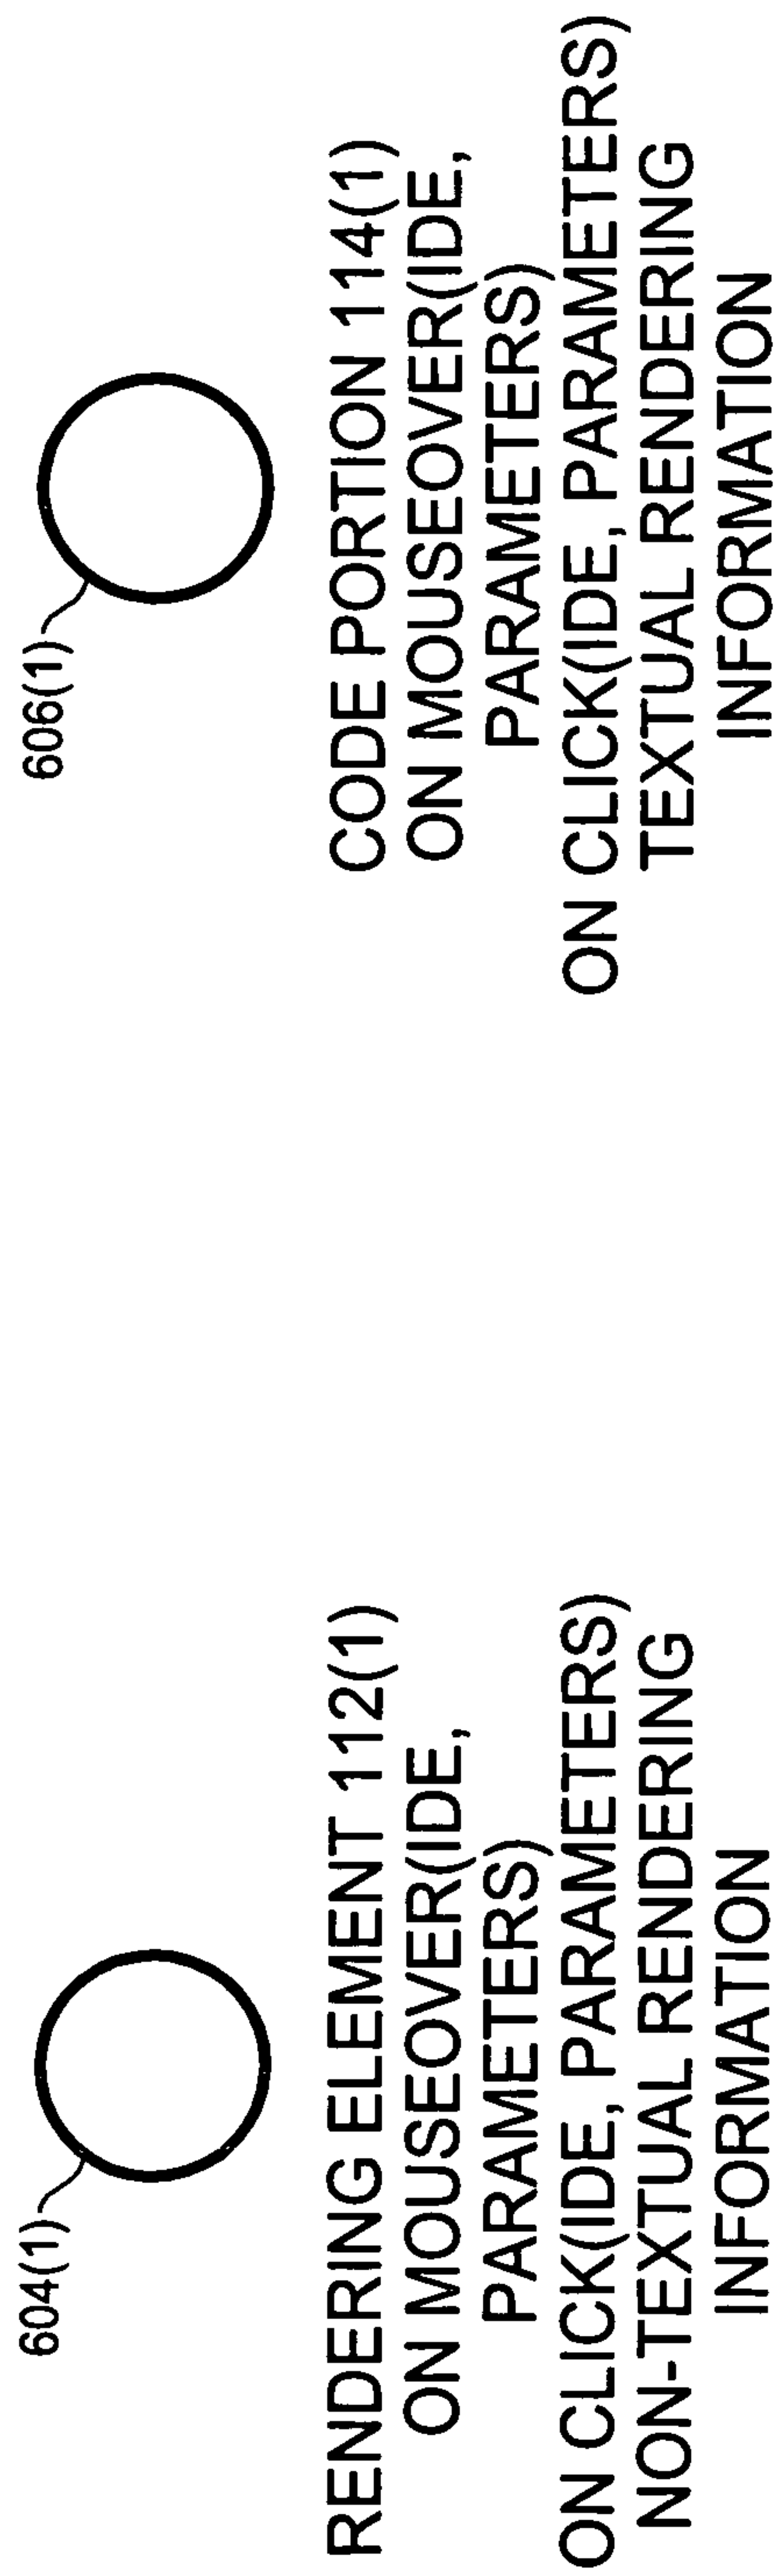 604(1)
RENDERING ELEMENT 112(1)
ON MOUSEOVER(IDE,
PARAMETERS)
ON CLICK(IDE, PARAMETERS)
NON-TEXTUAL RENDERING
INFORMATION
606(1)
CODE PORTION 114(1)
ON MOUSEOVER(IDE,
PARAMETERS)
ON CLICK(IDE, PARAMETERS)
TEXTUAL RENDERING
INFORMATION